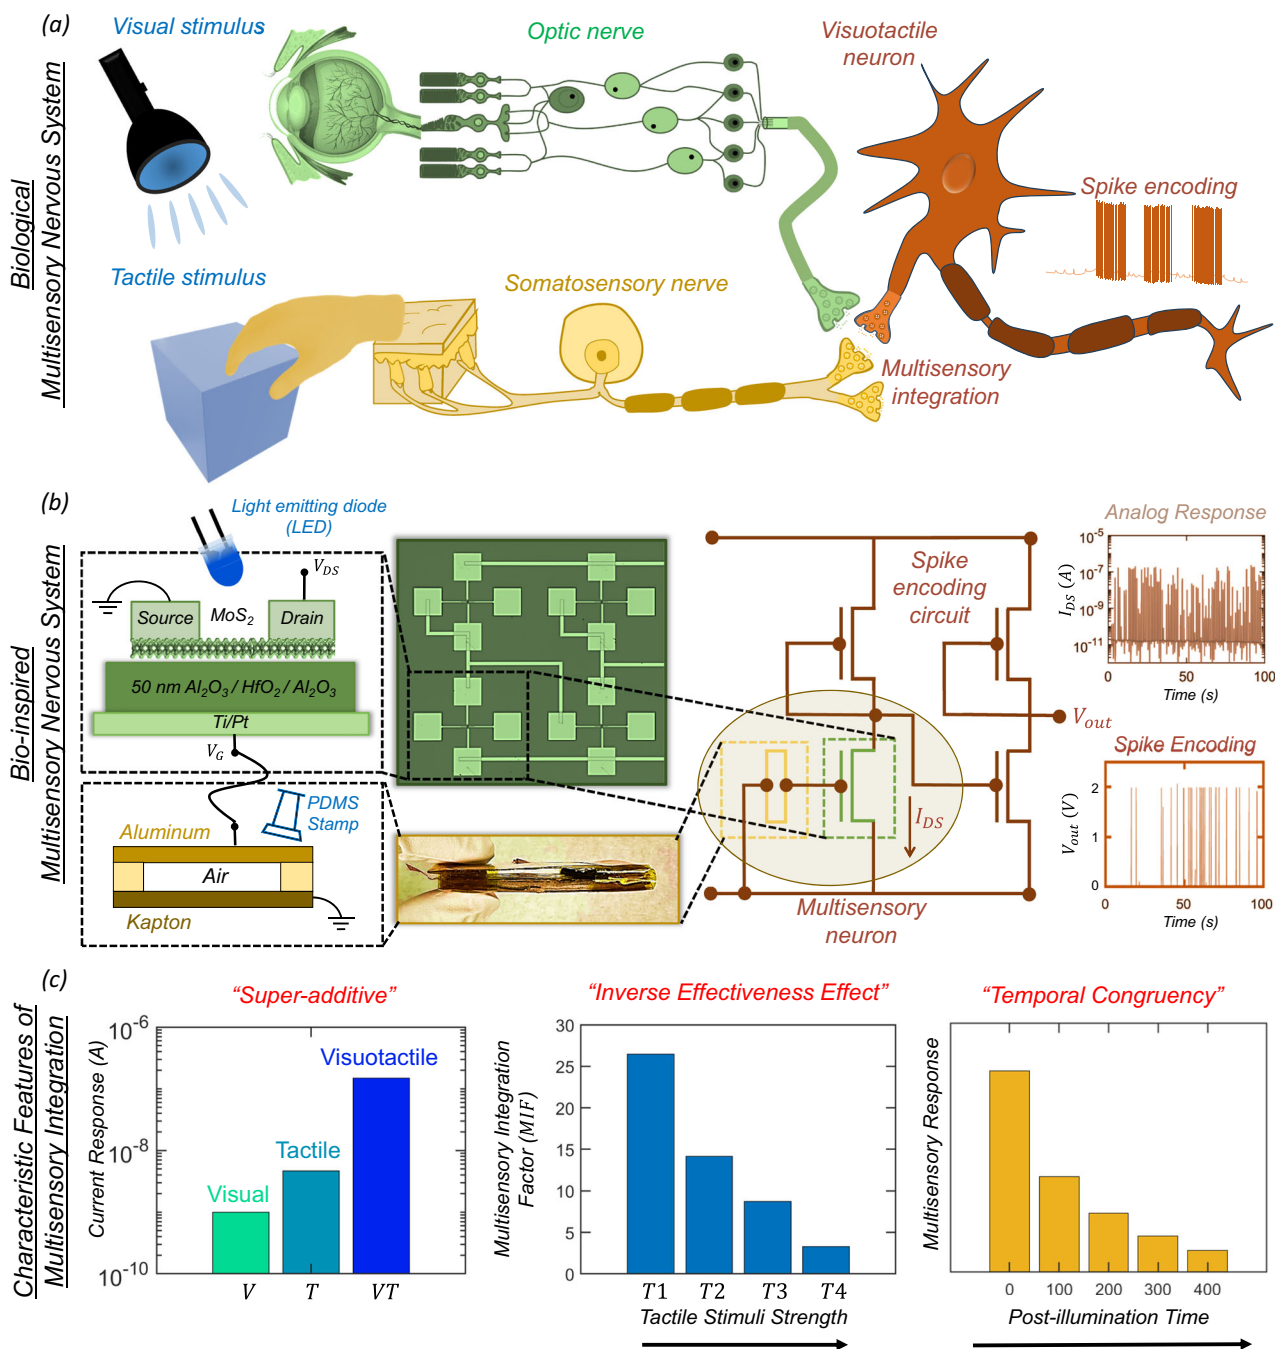 (a)
Biological
Multisensory Nervous System
Visual stimulus
Optic nerve
Visuotactile
neuron
Spike encoding
Tactile stimulus
Somatosensory nerve
Multisensory
integration
(b)
Bio-inspired
Multisensory Nervous System
Light emitting diode
(LED)
V_DS
Source
MoS₂
Drain
50 nm Al₂O₃ / HfO₂ / Al₂O₃
Ti/Pt
V_G
PDMS
Stamp
Aluminum
Air
Kapton
Spike
encoding
circuit
V_out
I_DS
Multisensory
neuron
Analog Response
I_DS (A)
10⁻⁵
10⁻⁷
10⁻⁹
10⁻¹¹
0
50
100
Time (s)
Spike Encoding
V_out (V)
2
1
0
0
50
100
Time (s)
(c)
Characteristic Features of
Multisensory Integration
“Super-additive”
Current Response (A)
10⁻⁶
10⁻⁸
10⁻¹⁰
Visual
Tactile
Visuotactile
V
T
VT
“Inverse Effectiveness Effect”
Multisensory Integration
Factor (MIF)
30
25
20
15
10
5
0
T1
T2
T3
T4
Tactile Stimuli Strength
“Temporal Congruency”
Multisensory Response
0
100
200
300
400
Post-illumination Time